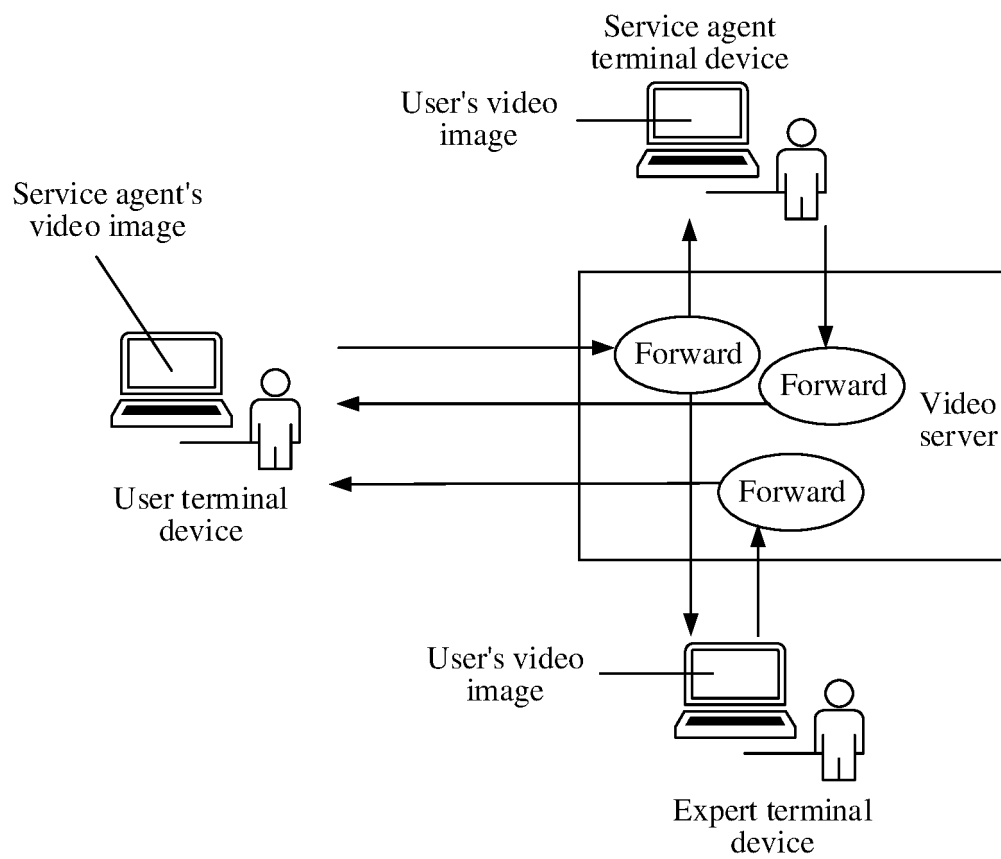 Service agent
terminal device
User's video
image
Service agent's
video image
Forward
Forward
Video
server
Forward
User terminal
device
User's video
image
Expert terminal
device